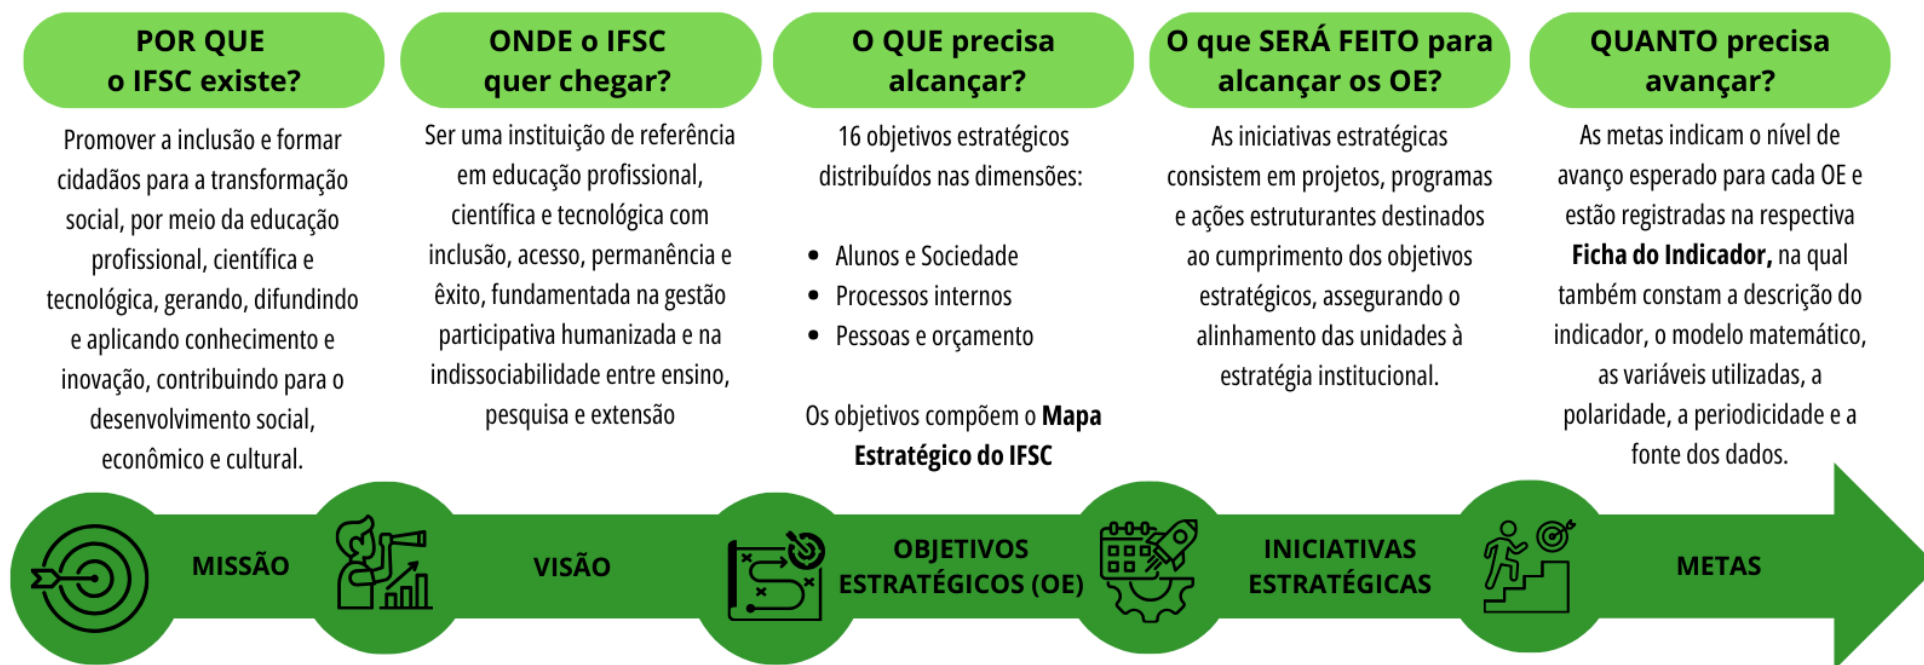 POR QUE
o IFSC existe?
Promover a inclusão e formar
cidadãos para a transformação
social, por meio da educação
profissional, científica e
tecnológica, gerando, difundindo
e aplicando conhecimento e
inovação, contribuindo para o
desenvolvimento social,
econômico e cultural.
MISSÃO
ONDE o IFSC
quer chegar?
Ser uma instituição de referência
em educação profissional,
científica e tecnológica com
inclusão, acesso, permanência e
êxito, fundamentada na gestão
participativa humanizada e na
indissociabilidade entre ensino,
pesquisa e extensão
VISÃO
O QUE precisa
alcançar?
16 objetivos estratégicos
distribuídos nas dimensões:
• Alunos e Sociedade
• Processos internos
• Pessoas e orçamento
Os objetivos compõem o Mapa
Estratégico do IFSC
OBJETIVOS
ESTRATÉGICOS (OE)
O que SERÁ FEITO para
alcançar os OE?
As iniciativas estratégicas
consistem em projetos, programas
e ações estruturantes destinados
ao cumprimento dos objetivos
estratégicos, assegurando o
alinhamento das unidades à
estratégia institucional.
INICIATIVAS
ESTRATÉGICAS
QUANTO precisa
avançar?
As metas indicam o nível de
avanço esperado para cada OE e
estão registradas na respectiva
Ficha do Indicador, na qual
também constam a descrição do
indicador, o modelo matemático,
as variáveis utilizadas, a
polaridade, a periodicidade e a
fonte dos dados.
METAS